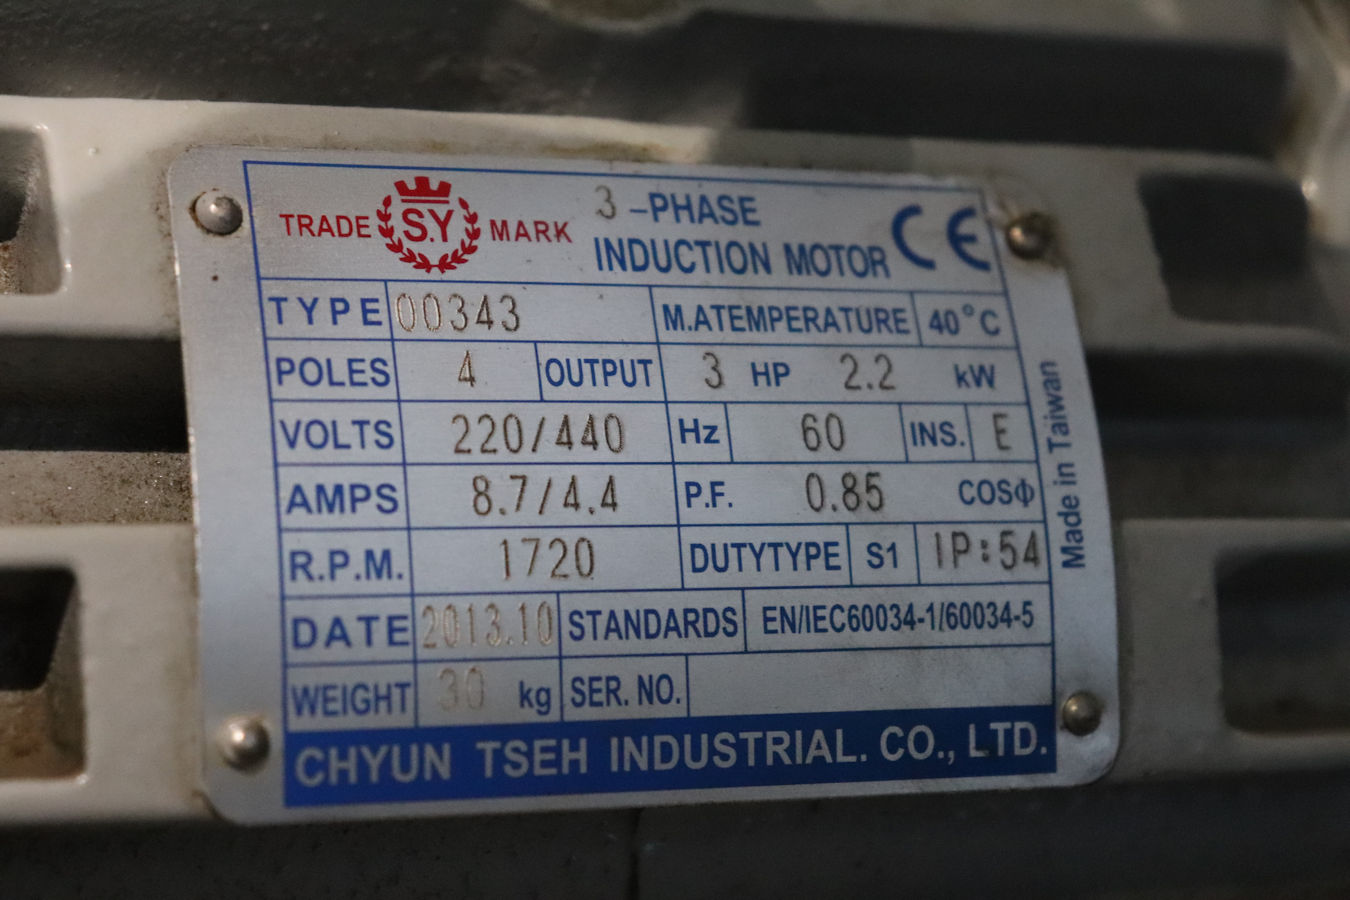 TRADE S.Y MARK
3 -PHASE
INDUCTION MOTOR CE
TYPE 00343 M.ATEMPERATURE 40°C
POLES 4 OUTPUT 3 HP 2.2 kW
VOLTS 220/440 Hz 60 INS. E
AMPS 8.7/4.4 P.F. 0.85 COSΦ
R.P.M. 1720 DUTYTYPE S1 IP:54
DATE 2013.10 STANDARDS EN/IEC60034-1/60034-5
WEIGHT 30 kg SER. NO.
CHYUN TSEH INDUSTRIAL. CO., LTD.
Made in Taiwan